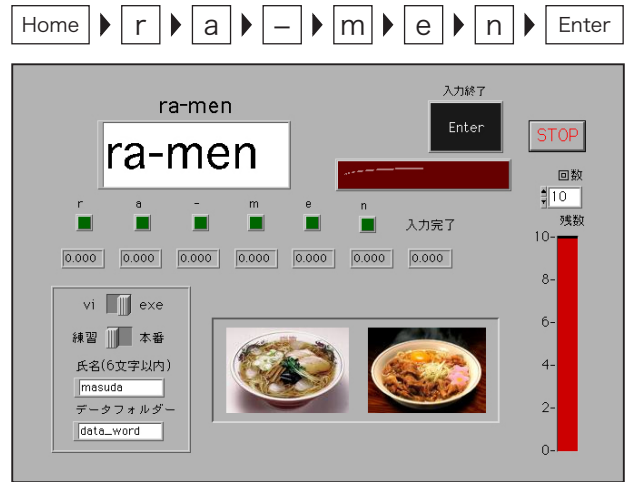 Home r a – m e n Enter
ra-men
ra-men
入力終了
Enter
STOP
回数
10
残数
r a - m e n 入力完了
0.000 0.000 0.000 0.000 0.000 0.000 0.000
10-
8-
6-
4-
2-
0-
vi exe
練習 本番
氏名(6文字以内)
masuda
データフォルダー
data_word